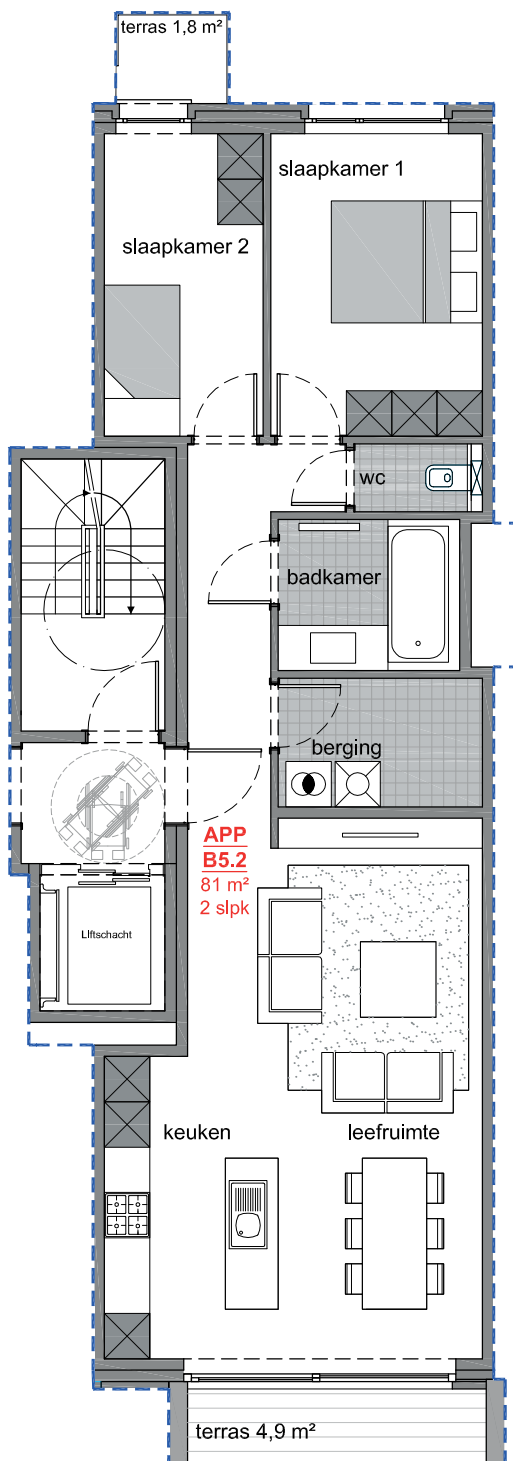 terras 1,8 m²
slaapkamer 1
slaapkamer 2
wc
badkamer
berging
APP
B5.2
81 m²
2 slpk
Liftschacht
keuken
leefruimte
terras 4,9 m²